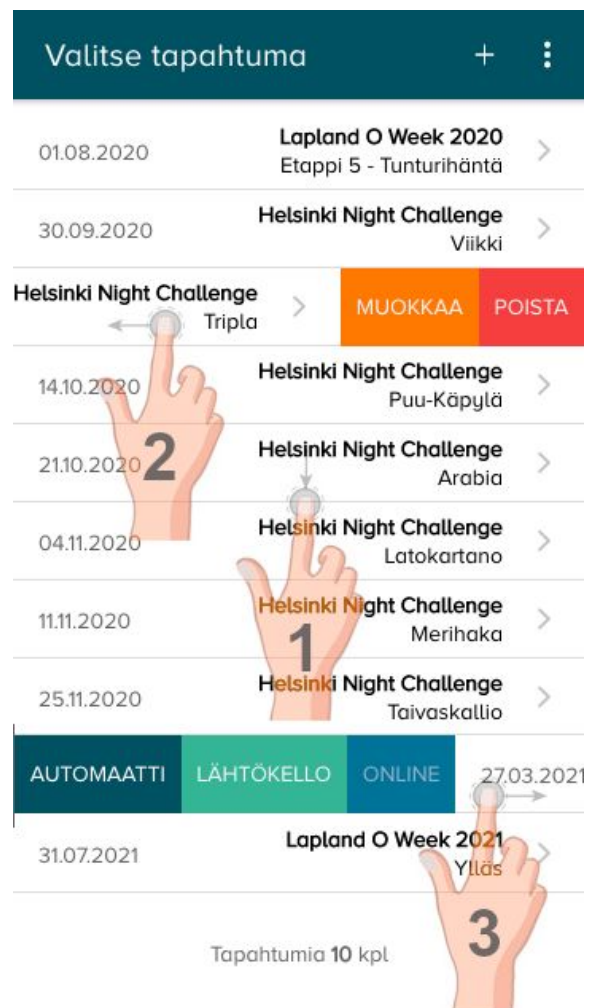 Valitse tapahtuma + ⋮
Lapland O Week 2020
01.08.2020
Etappi 5 - Tunturihäntä
Helsinki Night Challenge
30.09.2020
Viikki
Helsinki Night Challenge
MUOKKAA POISTA
Tripla
Helsinki Night Challenge
14.10.2020
Puu-Käpylä
2
Helsinki Night Challenge
21.10.2020
Arabia
Helsinki Night Challenge
04.11.2020
Latokartano
1
Helsinki Night Challenge
11.11.2020
Merihaka
Helsinki Night Challenge
25.11.2020
Taivaskallio
AUTOMAATTI LÄHTÖKELLO ONLINE 27.03.2021
Lapland O Week 2021
31.07.2021
Ylläs
3
Tapahtumia 10 kpl